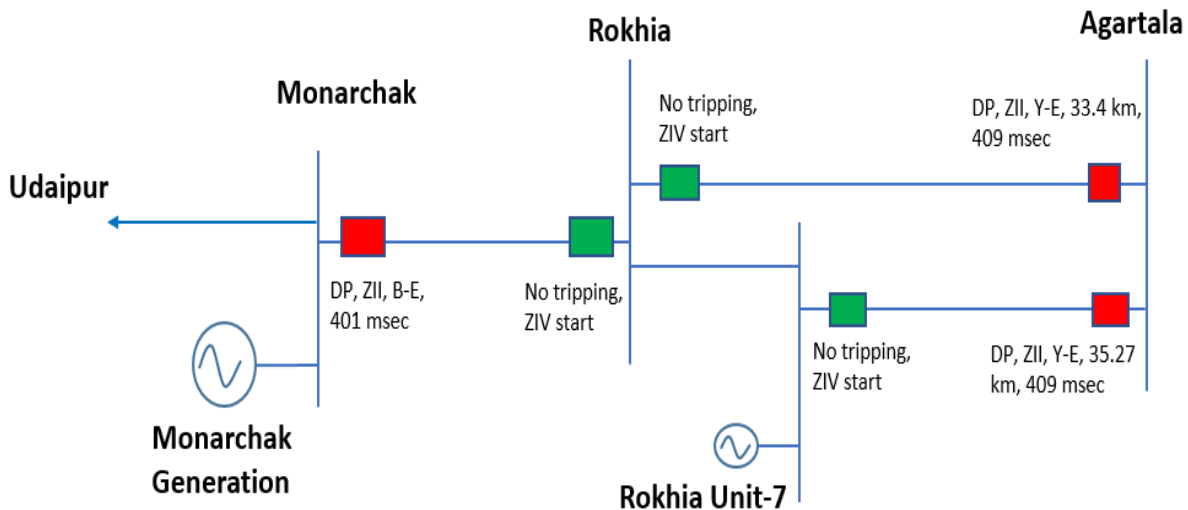 Agartala
Rokhia
Monarchak
No tripping,
ZIV start
DP, ZII, Y-E, 33.4 km,
409 msec
Udaipur
DP, ZII, B-E,
401 msec
No tripping,
ZIV start
No tripping,
ZIV start
DP, ZII, Y-E, 35.27
km, 409 msec
Monarchak
Generation
Rokhia Unit-7